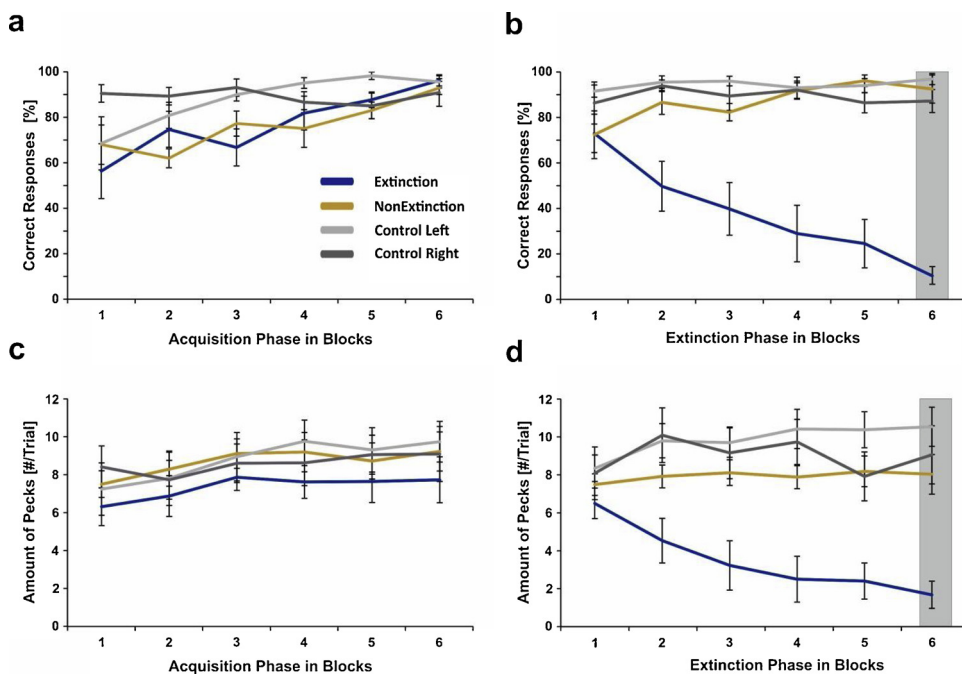 a
Correct Responses [%]
100
80
60
40
20
0
1 2 3 4 5 6
Acquisition Phase in Blocks
Extinction
NonExtinction
Control Left
Control Right
b
Correct Responses [%]
100
80
60
40
20
0
1 2 3 4 5 6
Extinction Phase in Blocks
c
Amount of Pecks [#/Trial]
12
10
8
6
4
2
0
1 2 3 4 5 6
Acquisition Phase in Blocks
d
Amount of Pecks [#/Trial]
12
10
8
6
4
2
0
1 2 3 4 5 6
Extinction Phase in Blocks